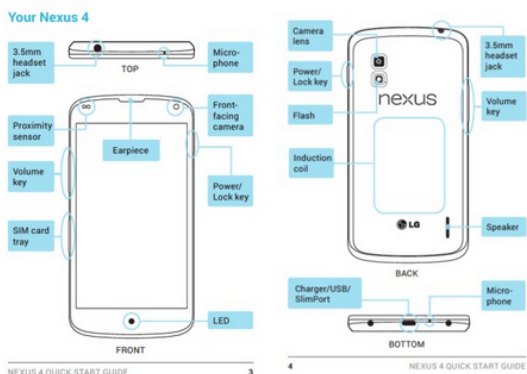 Your Nexus 4
3.5mm
headset
jack
Micro-
phone
TOP
Proximity
sensor
Front-
facing
camera
Earpiece
Volume
key
Power/
Lock key
SIM card
tray
LED
FRONT
NEXUS 4 QUICK START GUIDE
3
Camera
lens
3.5mm
headset
jack
Power/
Lock key
nexus
Volume
key
Flash
Induction
coil
LG
Speaker
BACK
Charger/USB/
SlimPort
Micro-
phone
BOTTOM
4
NEXUS 4 QUICK START GUIDE